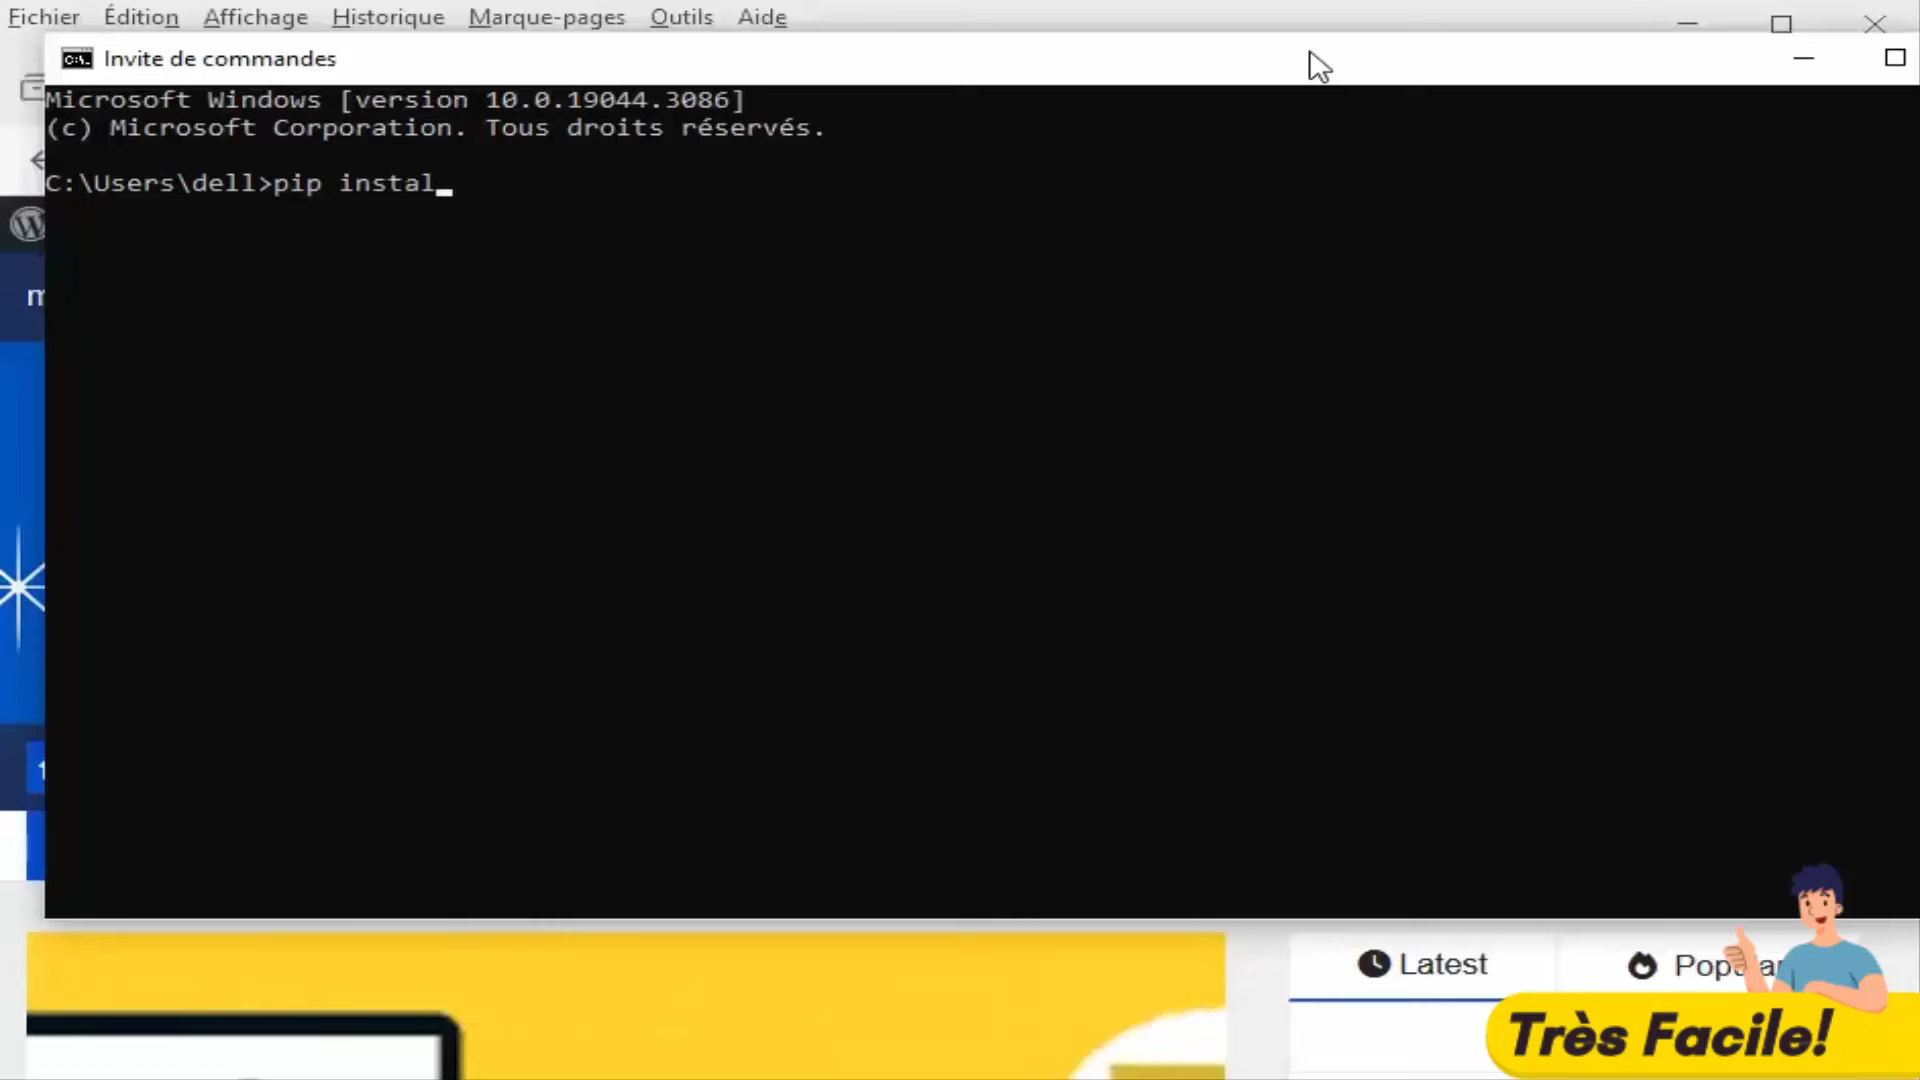 Fichier Édition Affichage Historique Marque-pages Outils Aide
Invite de commandes
Microsoft Windows [version 10.0.19044.3086]
(c) Microsoft Corporation. Tous droits réservés.
C:\Users\dell>pip instal
Latest
Très Facile!